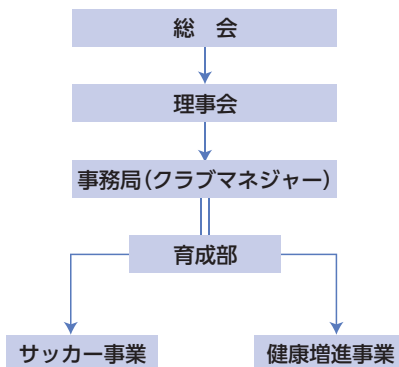 総　会
理事会
事務局(クラブマネジャー)
育成部
サッカー事業
健康増進事業